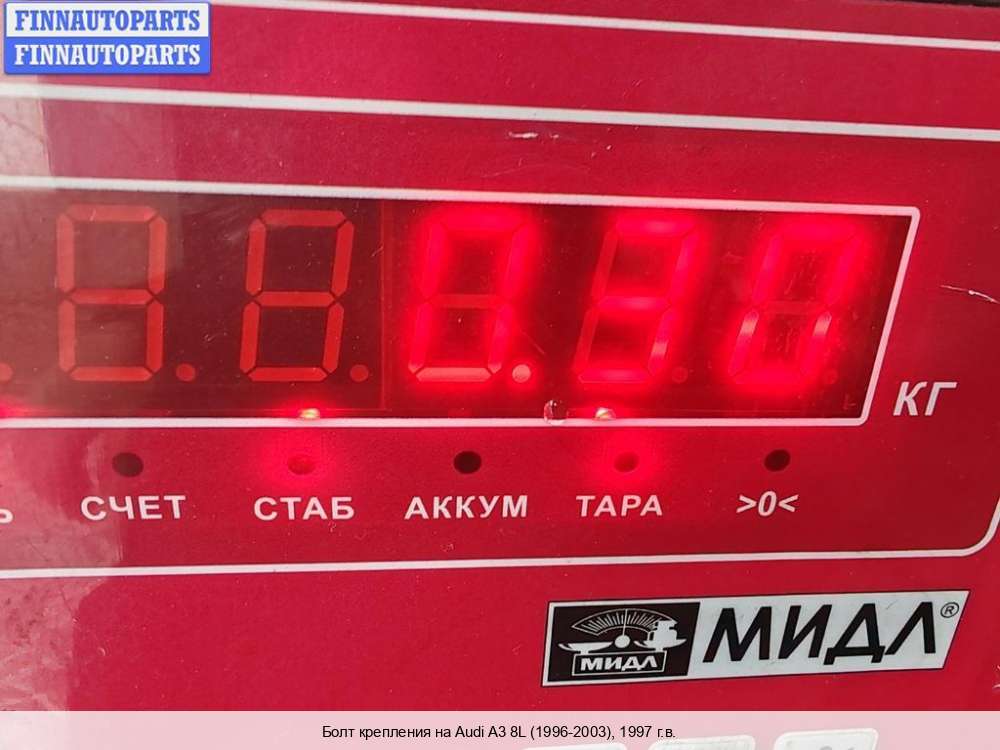 FINNAUTOPARTS
FINNAUTOPARTS
0.30
КГ
Ь СЧЕТ СТАБ АККУМ ТАРА >0<
МИДЛ МИДЛ®
Болт крепления на Audi A3 8L (1996-2003), 1997 г.в.